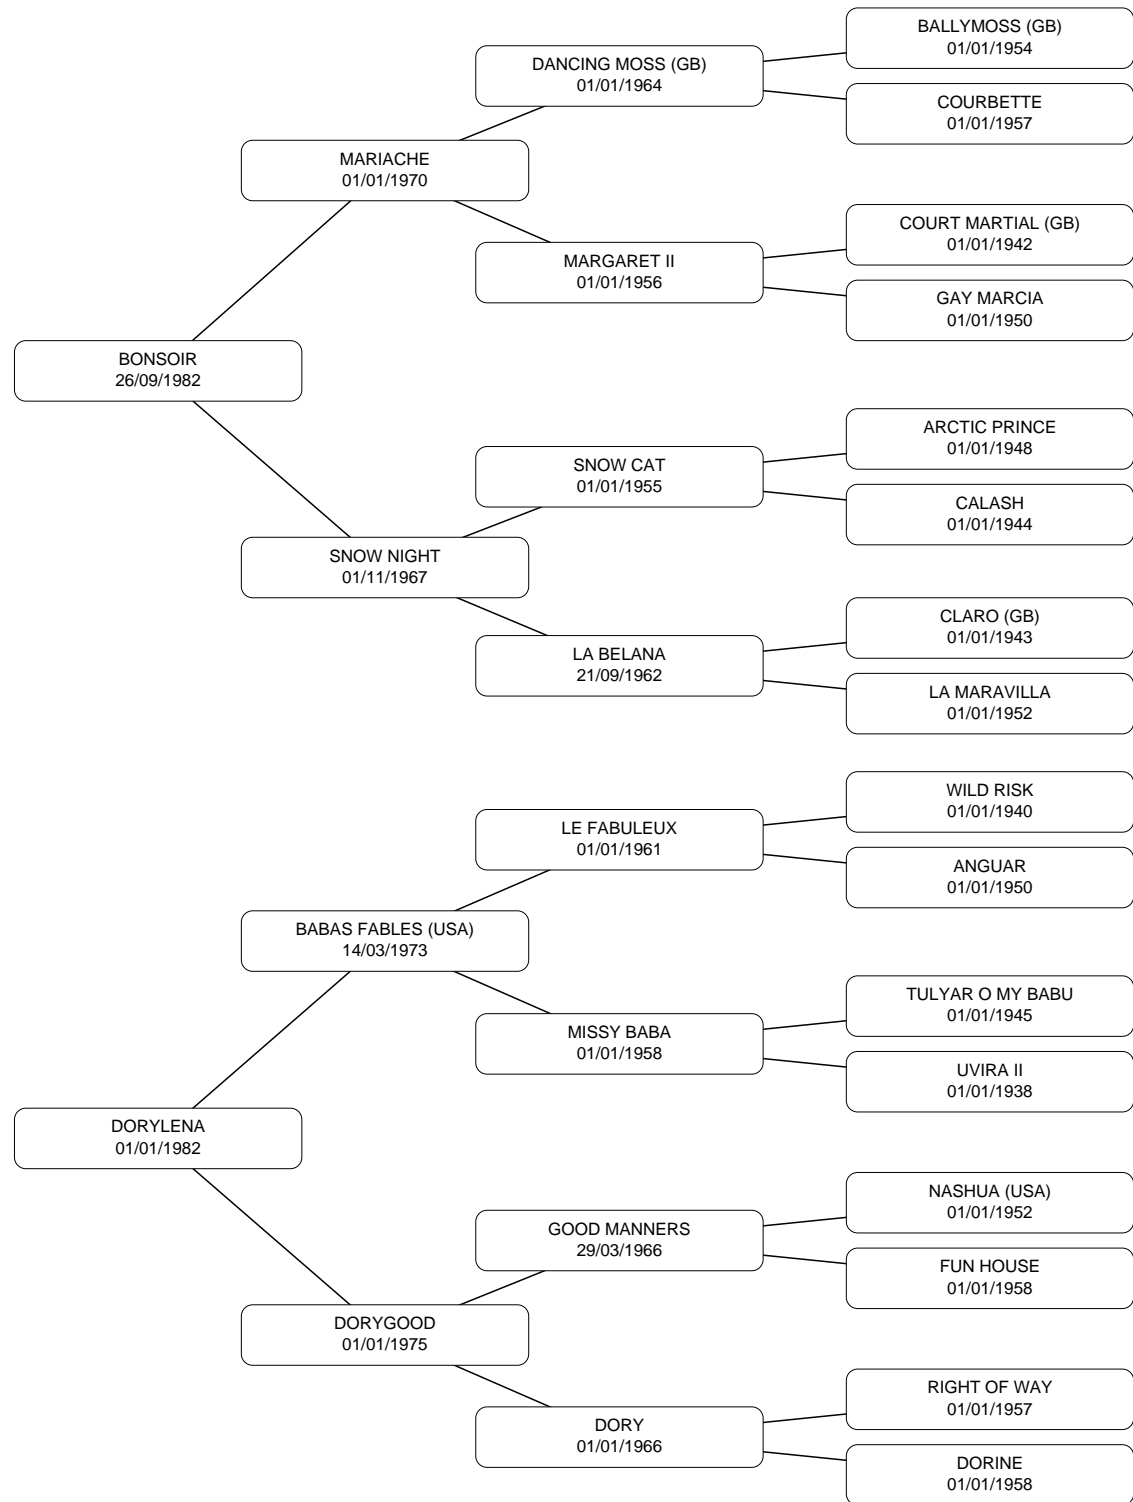 BALLYMOSS (GB)
01/01/1954
DANCING MOSS (GB)
01/01/1964
COURBETTE
01/01/1957
MARIACHE
01/01/1970
COURT MARTIAL (GB)
01/01/1942
MARGARET II
01/01/1956
GAY MARCIA
01/01/1950
BONSOIR
26/09/1982
ARCTIC PRINCE
01/01/1948
SNOW CAT
01/01/1955
CALASH
01/01/1944
SNOW NIGHT
01/11/1967
CLARO (GB)
01/01/1943
LA BELANA
21/09/1962
LA MARAVILLA
01/01/1952
WILD RISK
01/01/1940
LE FABULEUX
01/01/1961
ANGUAR
01/01/1950
BABAS FABLES (USA)
14/03/1973
TULYAR O MY BABU
01/01/1945
MISSY BABA
01/01/1958
UVIRA II
01/01/1938
DORYLENA
01/01/1982
NASHUA (USA)
01/01/1952
GOOD MANNERS
29/03/1966
FUN HOUSE
01/01/1958
DORYGOOD
01/01/1975
RIGHT OF WAY
01/01/1957
DORY
01/01/1966
DORINE
01/01/1958